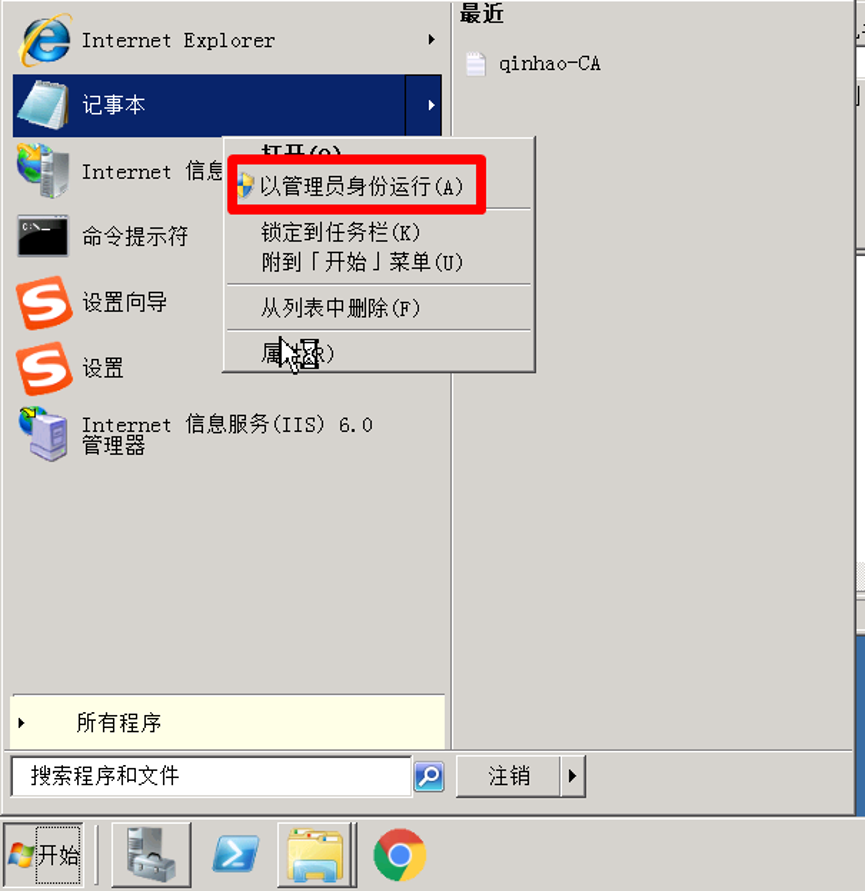 Internet Explorer
最近
qinhao-CA
记事本
打开(O)
Internet 信息
以管理员身份运行(A)
命令提示符
锁定到任务栏(K)
附到「开始」菜单(U)
设置向导
从列表中删除(F)
设置
Internet 信息服务(IIS) 6.0
管理器
所有程序
搜索程序和文件
注销
开始